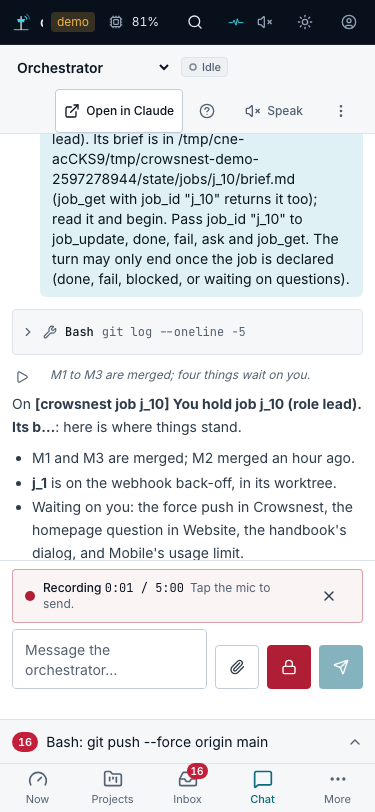 demo
81%
Orchestrator
Idle
Open in Claude
Speak
lead). Its brief is in /tmp/cne-
acCKS9/tmp/crowsnest-demo-
2597278944/state/jobs/j_10/brief.md
(job_get with job_id "j_10" returns it too);
read it and begin. Pass job_id "j_10" to
job_update, done, fail, ask and job_get. The
turn may only end once the job is declared
(done, fail, blocked, or waiting on questions).
Bash git log --oneline -5
M1 to M3 are merged; four things wait on you.
On [crowsnest job j_10] You hold job j_10 (role lead).
Its b...: here is where things stand.
• M1 and M3 are merged; M2 merged an hour ago.
• j_1 is on the webhook back-off, in its worktree.
• Waiting on you: the force push in Crowsnest, the
homepage question in Website, the handbook's
dialog, and Mobile's usage limit.
Recording 0:01 / 5:00 Tap the mic to
send.
Message the
orchestrator...
16 Bash: git push --force origin main
16
Now Projects Inbox Chat More